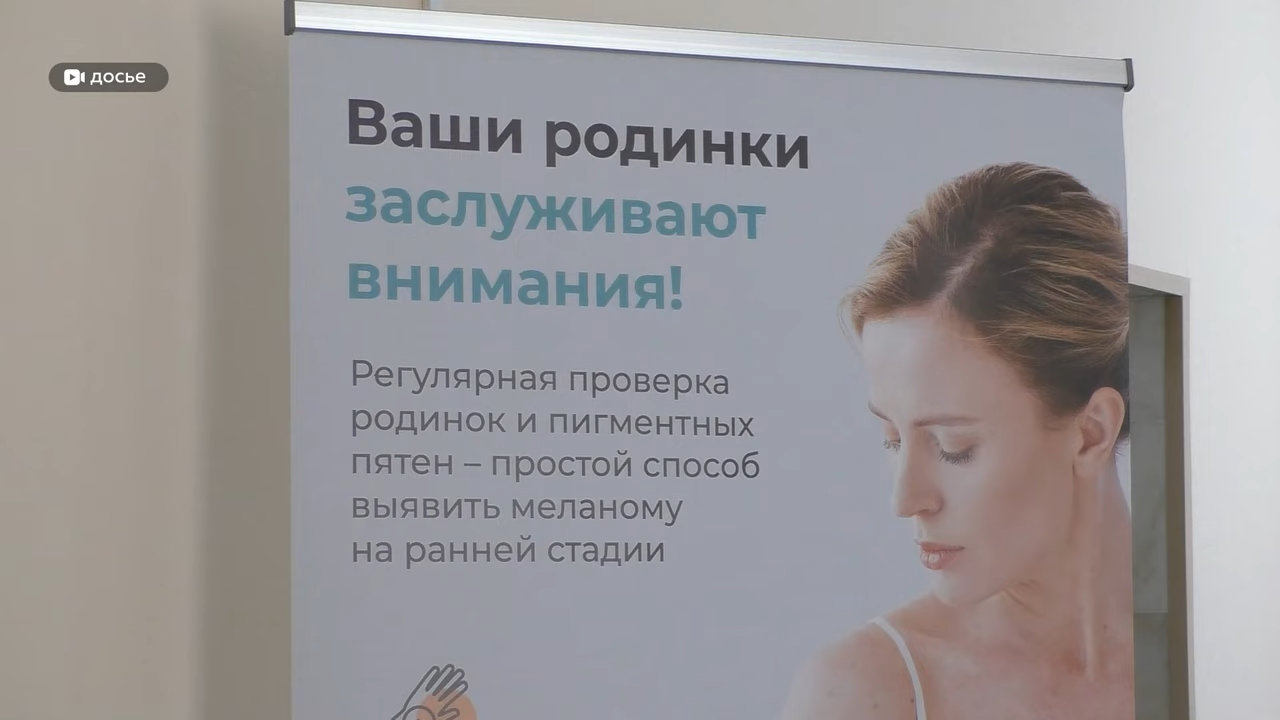 досье
Ваши родинки
заслуживают
внимания!
Регулярная проверка
родинок и пигментных
пятен – простой способ
выявить меланому
на ранней стадии